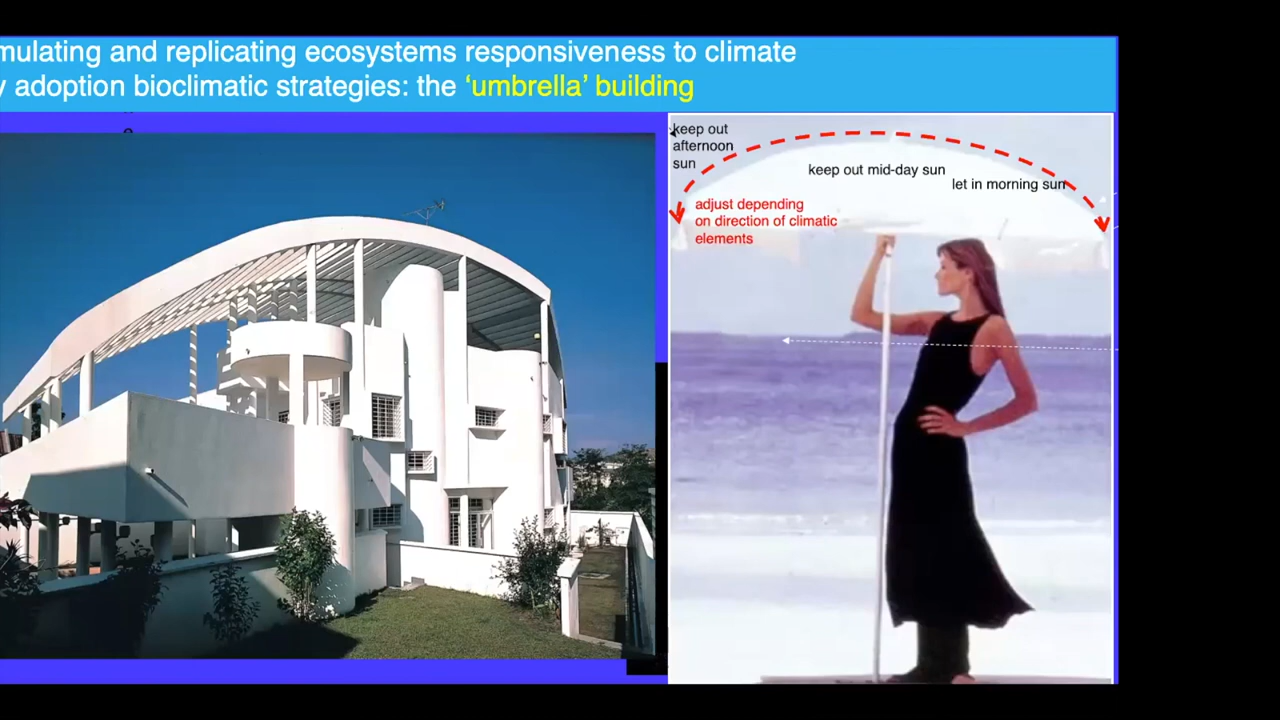 mulating and replicating ecosystems responsiveness to climate
y adoption bioclimatic strategies: the ‘umbrella’ building
keep out
afternoon
sun
keep out mid-day sun
let in morning sun
adjust depending
on direction of climatic
elements